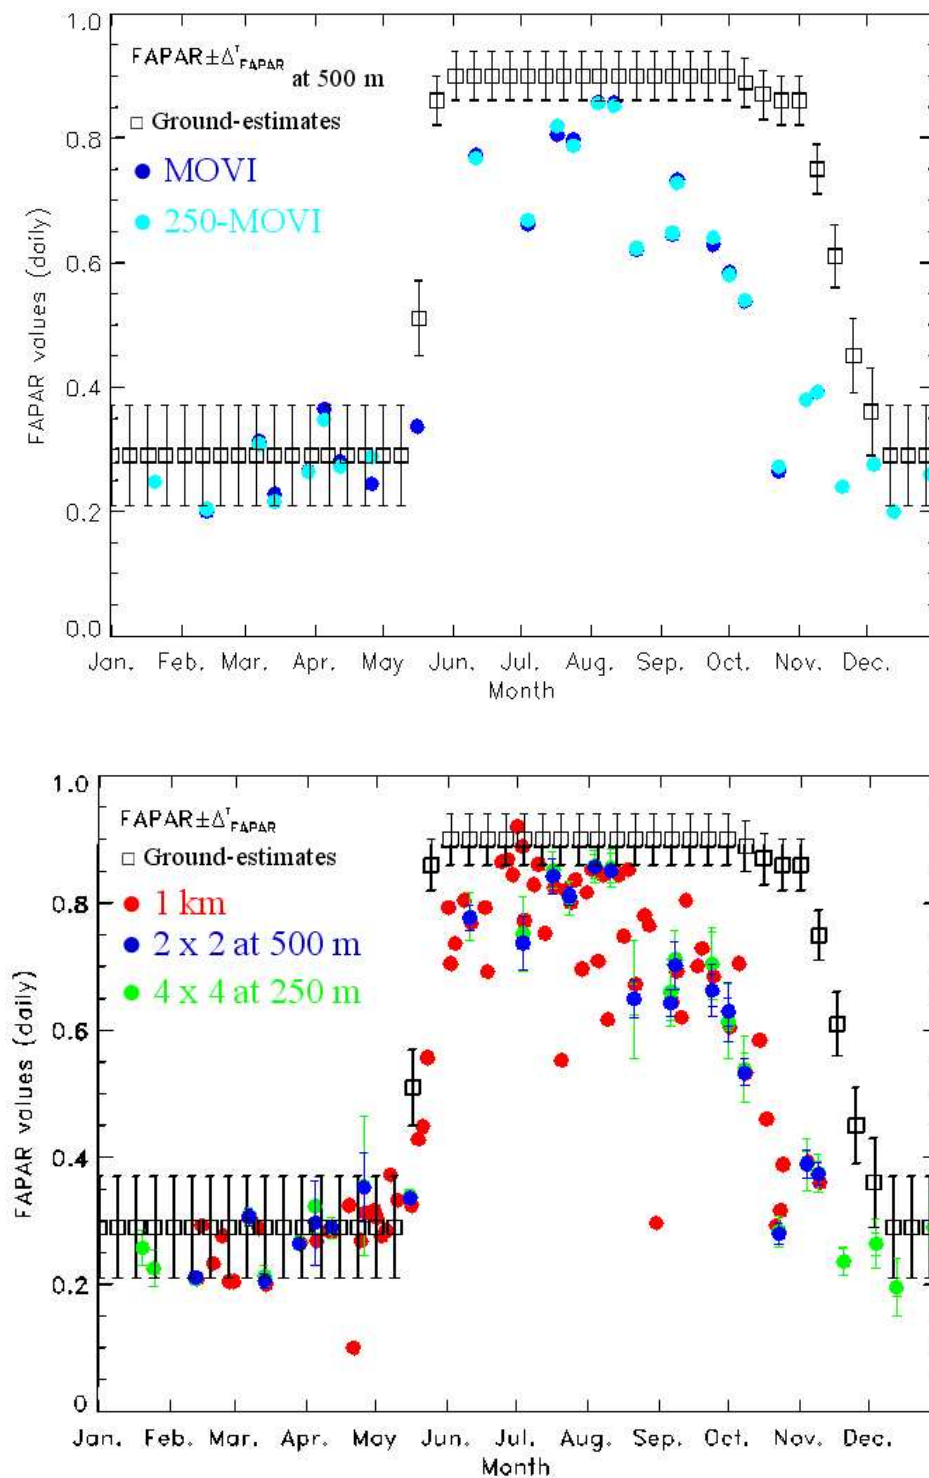 1.0
FAPAR±Δᵀ_FAPAR at 500 m
□ Ground-estimates
0.8
MOVI
250-MOVI
0.6
FAPAR values (daily)
0.4
0.2
0.0
Jan. Feb. Mar. Apr. May Jun. Jul. Aug. Sep. Oct. Nov. Dec.
Month
1.0
FAPAR±Δᵀ_FAPAR
□ Ground-estimates
0.8
1 km
2 x 2 at 500 m
4 x 4 at 250 m
0.6
FAPAR values (daily)
0.4
0.2
0
Jan. Feb. Mar. Apr. May Jun. Jul. Aug. Sep. Oct. Nov. Dec.
Month